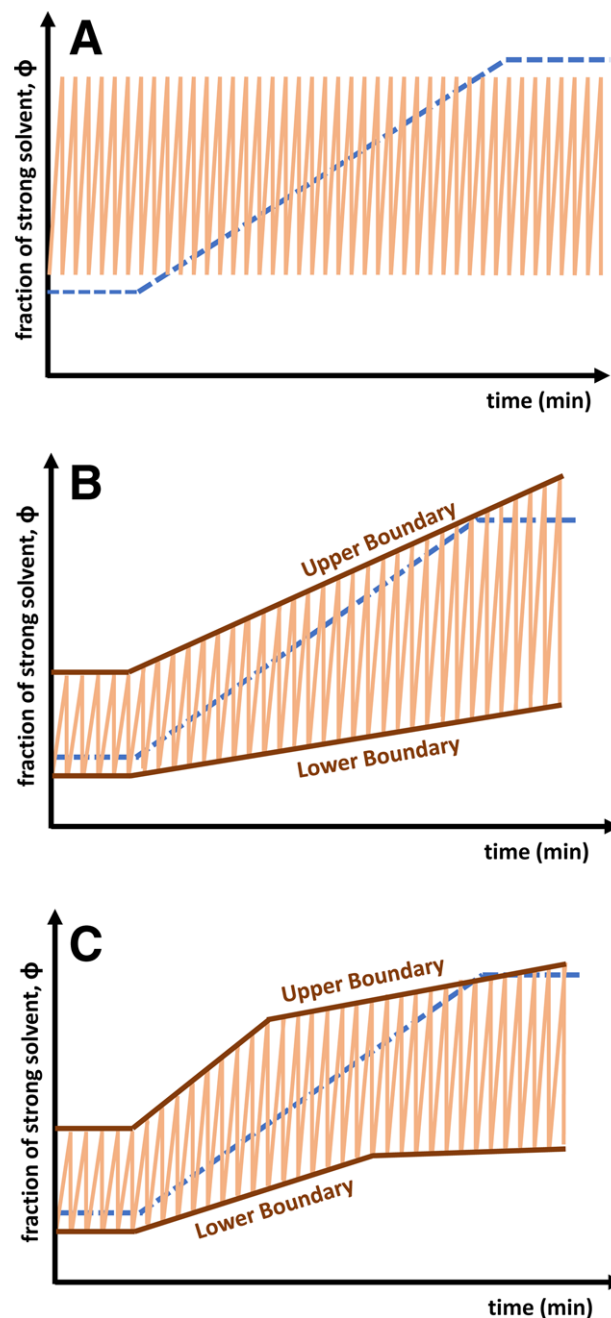 A
fraction of strong solvent, ϕ
time (min)
B
fraction of strong solvent, ϕ
Upper Boundary
Lower Boundary
time (min)
C
fraction of strong solvent, ϕ
Upper Boundary
Lower Boundary
time (min)